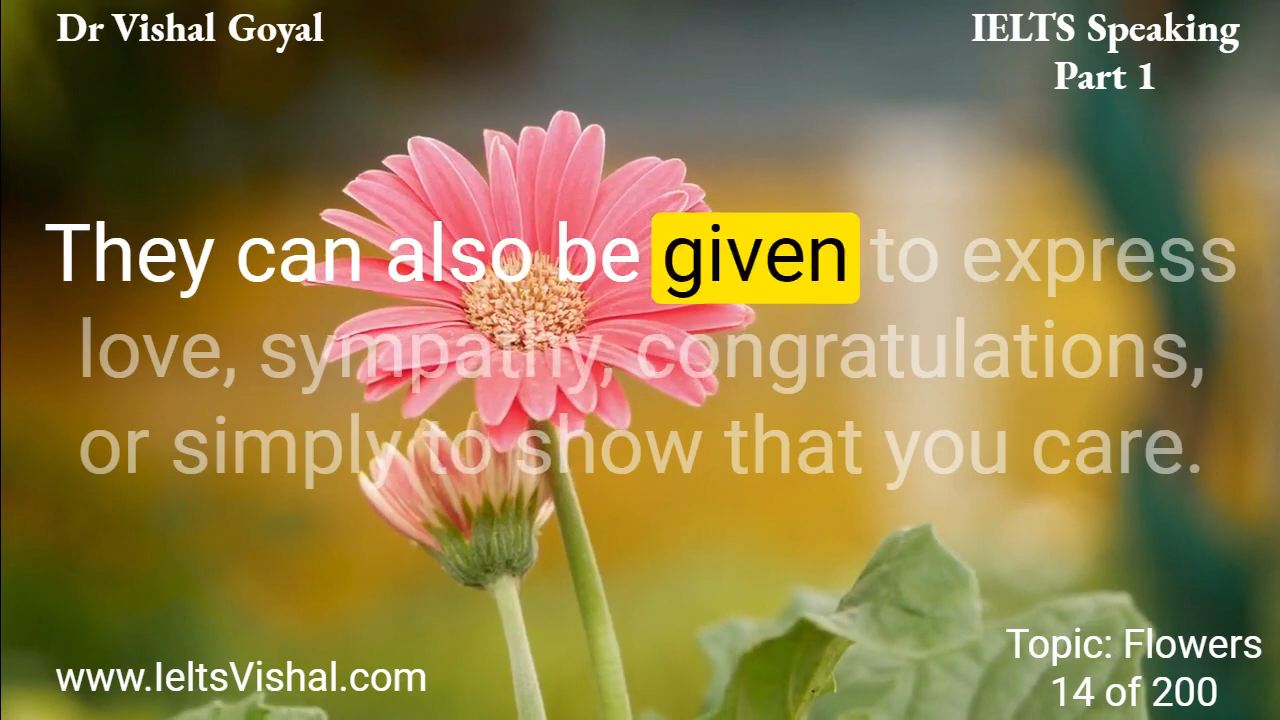 Dr Vishal Goyal
IELTS Speaking
Part 1
They can also be given to express
love, sympathy, congratulations,
or simply to show that you care.
www.IeltsVishal.com
Topic: Flowers
14 of 200